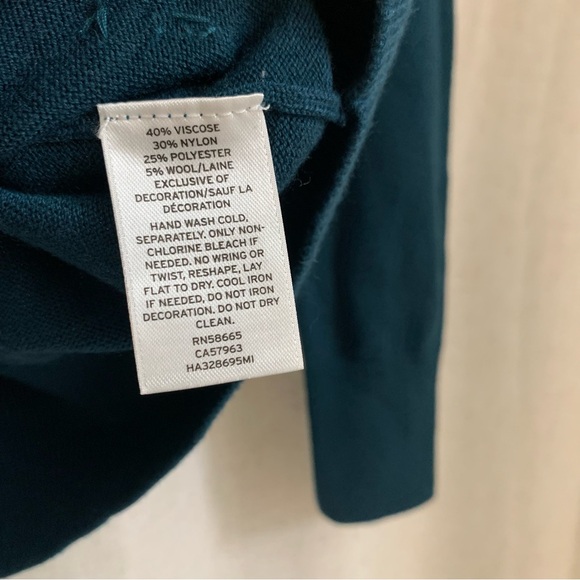 40% VISCOSE
30% NYLON
25% POLYESTER
5% WOOL/LAINE
EXCLUSIVE OF
DECORATION/SAUF LA
DÉCORATION
HAND WASH COLD,
SEPARATELY. ONLY NON-
CHLORINE BLEACH IF
NEEDED. NO WRING OR
TWIST, RESHAPE, LAY
FLAT TO DRY. COOL IRON
IF NEEDED, DO NOT IRON
DECORATION. DO NOT DRY
CLEAN.
RN58665
CA57963
HA328695MI